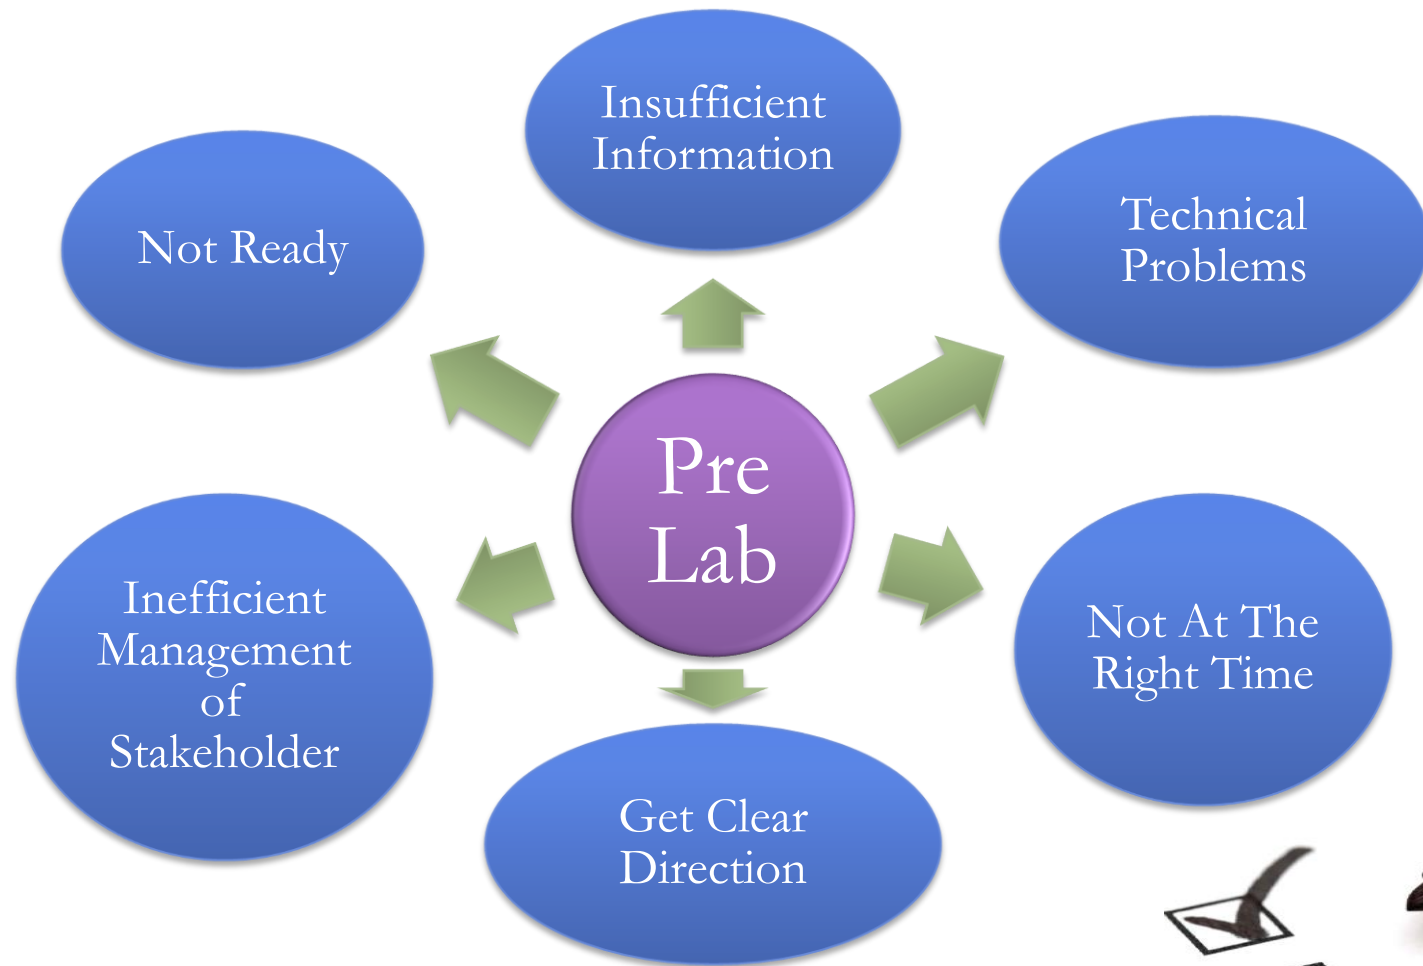 Insufficient
Information
Not Ready
Technical
Problems
Pre
Lab
Inefficient
Management
of
Stakeholder
Not At The
Right Time
Get Clear
Direction